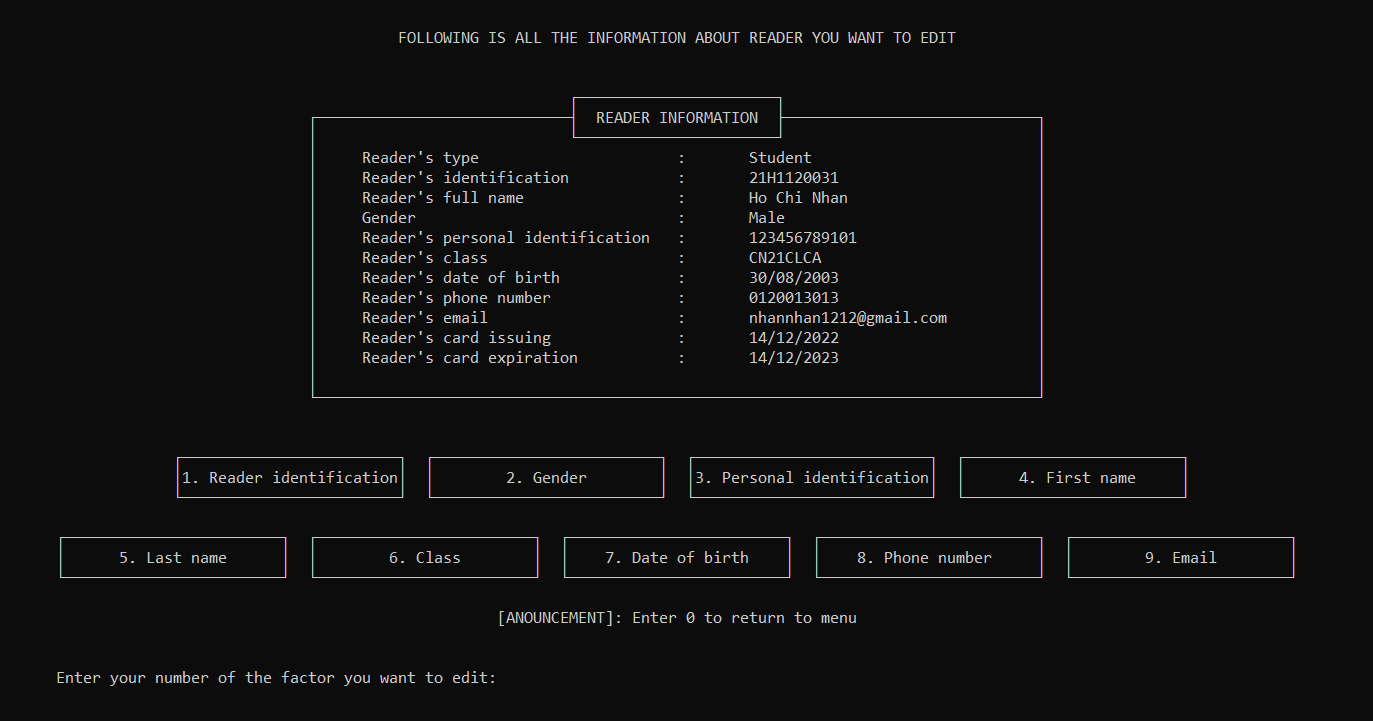 FOLLOWING IS ALL THE INFORMATION ABOUT READER YOU WANT TO EDIT
READER INFORMATION
Reader's type : Student
Reader's identification : 21H1120031
Reader's full name : Ho Chi Nhan
Gender : Male
Reader's personal identification : 123456789101
Reader's class : CN21CLCA
Reader's date of birth : 30/08/2003
Reader's phone number : 0120013013
Reader's email : nhannhan1212@gmail.com
Reader's card issuing : 14/12/2022
Reader's card expiration : 14/12/2023
1. Reader identification 2. Gender 3. Personal identification 4. First name
5. Last name 6. Class 7. Date of birth 8. Phone number 9. Email
[ANOUNCEMENT]: Enter 0 to return to menu
Enter your number of the factor you want to edit: